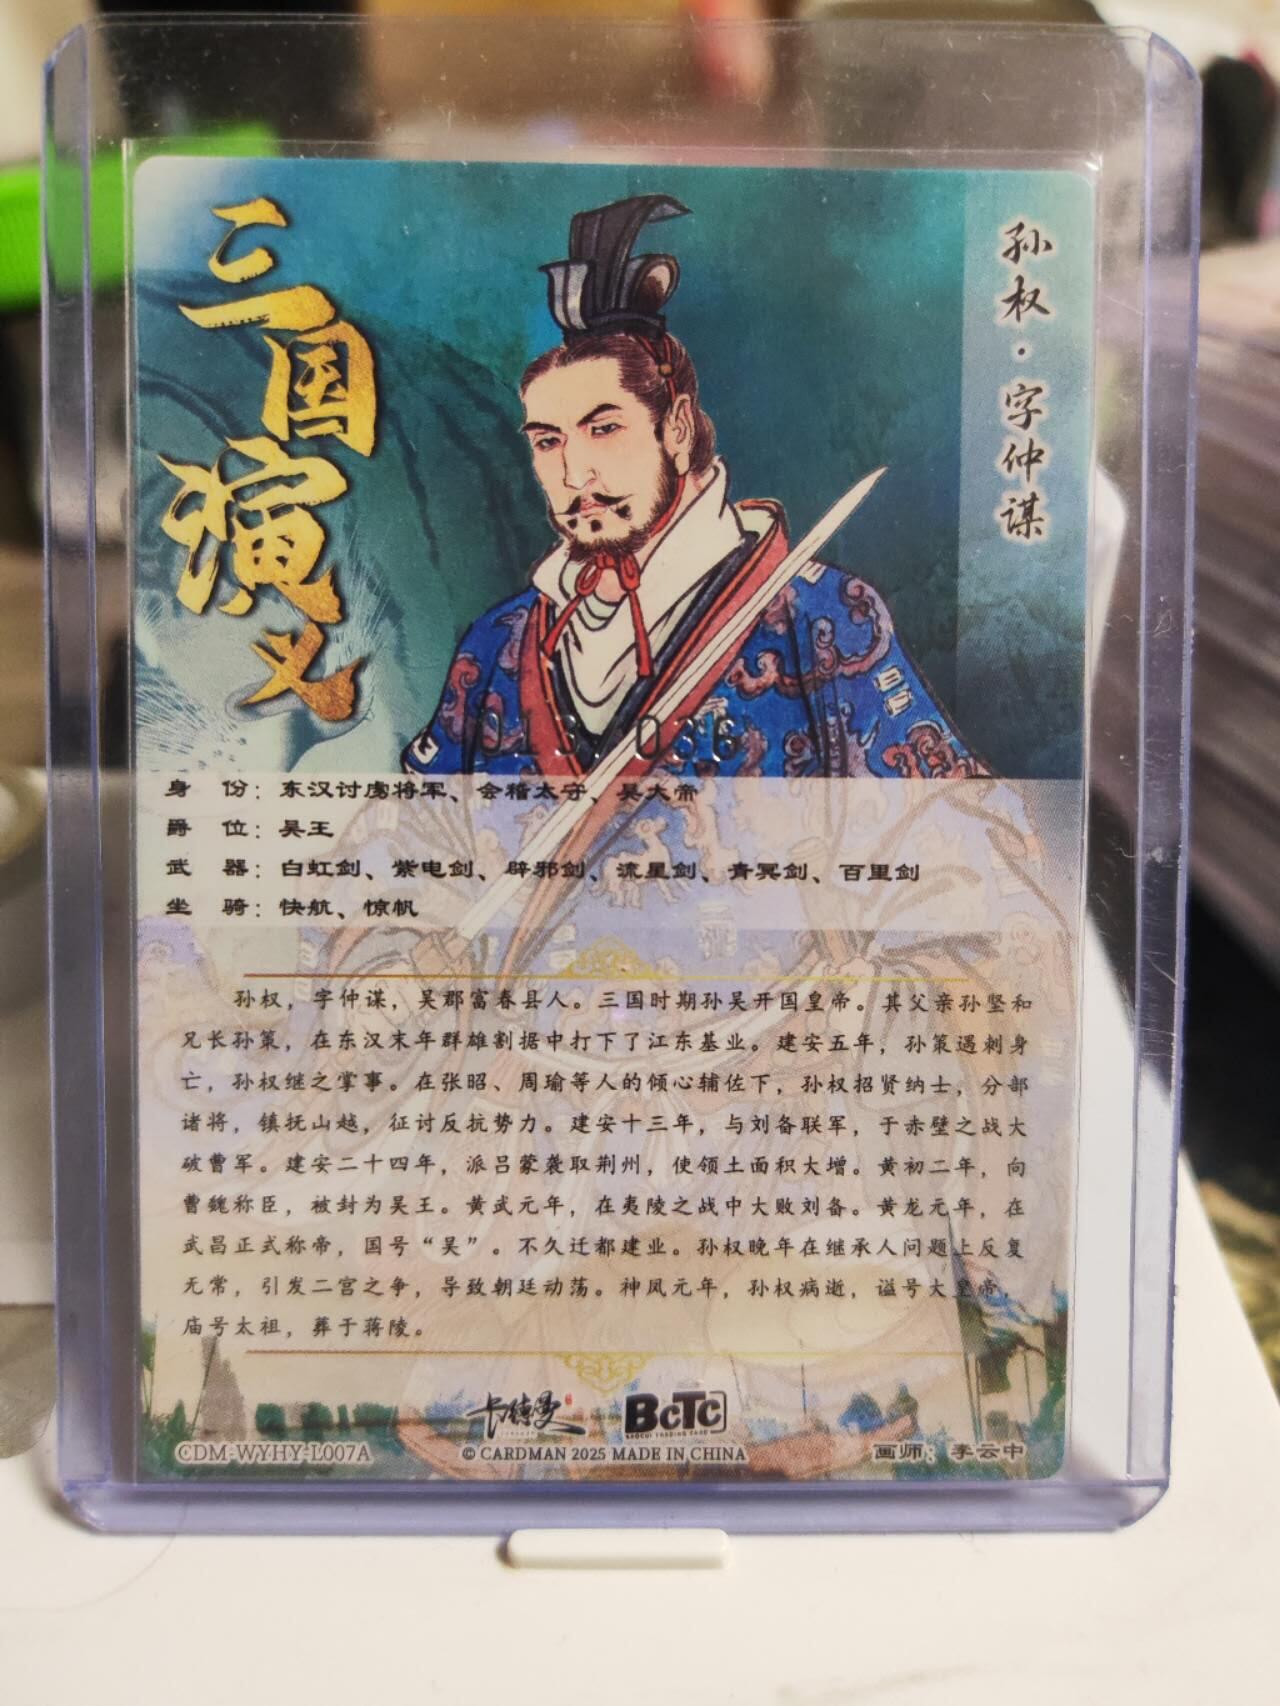 三国演义
孙权·字仲谋
013/036
身 份：东汉讨虏将军、会稽太守、吴大帝
爵 位：吴王
武 器：白虹剑、紫电剑、辟邪剑、流星剑、青冥剑、百里剑
坐 骑：快航、惊帆
孙权，字仲谋，吴郡富春县人。三国时期孙吴开国皇帝。其父亲孙坚和
兄长孙策，在东汉末年群雄割据中打下了江东基业。建安五年，孙策遇刺身
亡，孙权继之掌事。在张昭、周瑜等人的倾心辅佐下，孙权招贤纳士，分部
诸将，镇抚山越，征讨反抗势力。建安十三年，与刘备联军，于赤壁之战大
破曹军。建安二十四年，派吕蒙袭取荆州，使领土面积大增。黄初二年，向
曹魏称臣，被封为吴王。黄武元年，在夷陵之战中大败刘备。黄龙元年，在
武昌正式称帝，国号“吴”。不久迁都建业。孙权晚年在继承人问题上反复
无常，引发二宫之争，导致朝廷动荡。神凤元年，孙权病逝，谥号大皇帝，
庙号太祖，葬于蒋陵。
卡德曼
BCTC
CDM-WYHY-L007A
© CARDMAN 2025 MADE IN CHINA
画师：李云中